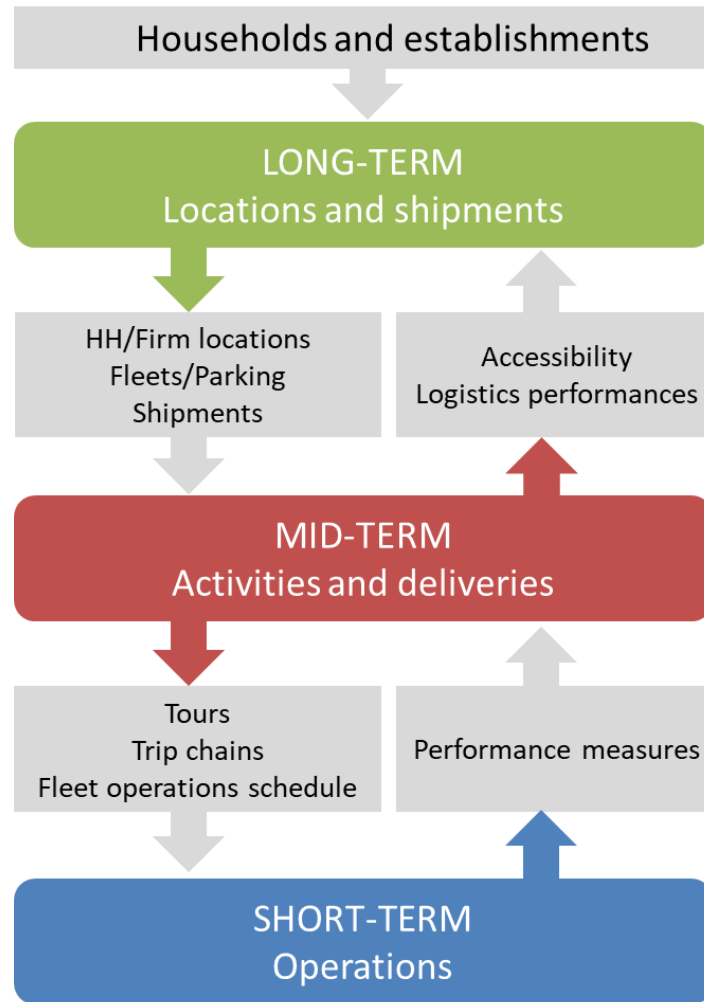 Households and establishments
LONG-TERM
Locations and shipments
HH/Firm locations
Fleets/Parking
Shipments
Accessibility
Logistics performances
MID-TERM
Activities and deliveries
Tours
Trip chains
Fleet operations schedule
Performance measures
SHORT-TERM
Operations